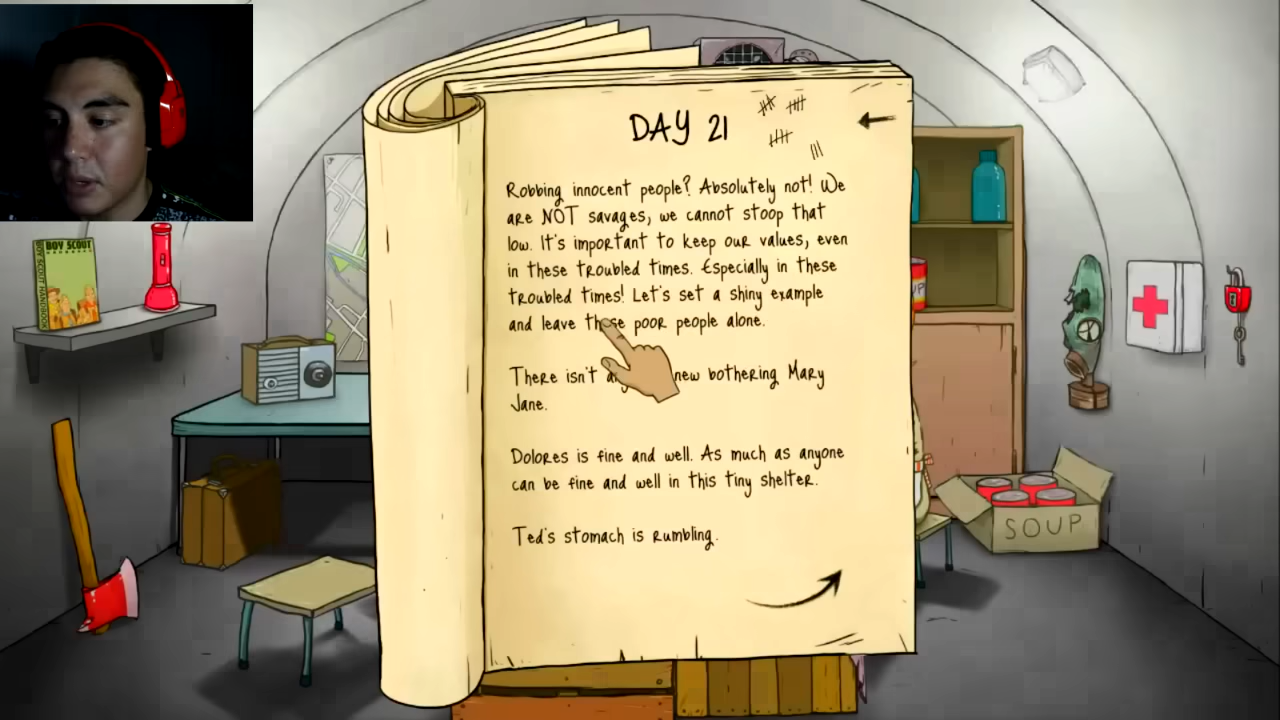 DAY 21
Robbing innocent people? Absolutely not! We
are NOT savages, we cannot stoop that
low. It's important to keep our values, even
in these troubled times. Especially in these
troubled times! Let's set a shiny example
and leave those poor people alone.
There isn't new bothering Mary
Jane.
Dolores is fine and well. As much as anyone
can be fine and well in this tiny shelter.
Ted's stomach is rumbling.
BOY SCOUT
SOUP